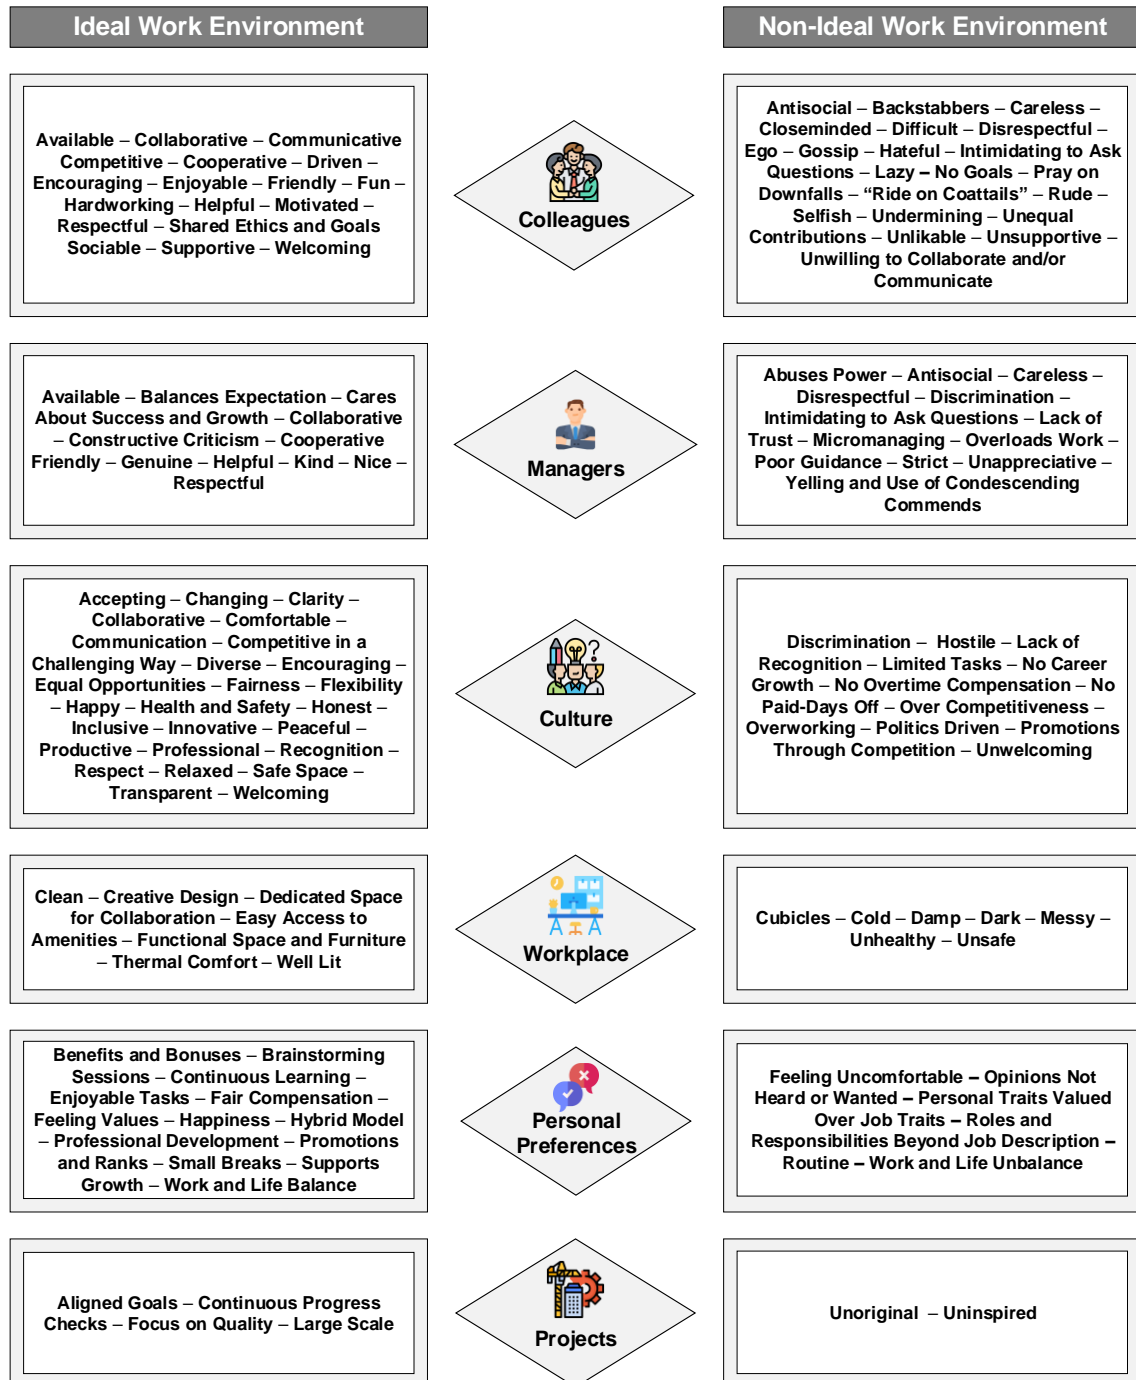 Ideal Work Environment
Non-Ideal Work Environment
Available – Collaborative – Communicative
Competitive – Cooperative – Driven –
Encouraging – Enjoyable – Friendly – Fun –
Hardworking – Helpful – Motivated –
Respectful – Shared Ethics and Goals
Sociable – Supportive – Welcoming
Colleagues
Antisocial – Backstabbers – Careless –
Closeminded – Difficult – Disrespectful –
Ego – Gossip – Hateful – Intimidating to Ask
Questions – Lazy – No Goals – Pray on
Downfalls – “Ride on Coattails” – Rude –
Selfish – Undermining – Unequal
Contributions – Unlikable – Unsupportive –
Unwilling to Collaborate and/or
Communicate
Available – Balances Expectation – Cares
About Success and Growth – Collaborative
– Constructive Criticism – Cooperative
Friendly – Genuine – Helpful – Kind – Nice –
Respectful
Managers
Abuses Power – Antisocial – Careless –
Disrespectful – Discrimination –
Intimidating to Ask Questions – Lack of
Trust – Micromanaging – Overloads Work –
Poor Guidance – Strict – Unappreciative –
Yelling and Use of Condescending
Commends
Accepting – Changing – Clarity –
Collaborative – Comfortable –
Communication – Competitive in a
Challenging Way – Diverse – Encouraging –
Equal Opportunities – Fairness – Flexibility
– Happy – Health and Safety – Honest –
Inclusive – Innovative – Peaceful –
Productive – Professional – Recognition –
Respect – Relaxed – Safe Space –
Transparent – Welcoming
Culture
Discrimination – Hostile – Lack of
Recognition – Limited Tasks – No Career
Growth – No Overtime Compensation – No
Paid-Days Off – Over Competitiveness –
Overworking – Politics Driven – Promotions
Through Competition – Unwelcoming
Clean – Creative Design – Dedicated Space
for Collaboration – Easy Access to
Amenities – Functional Space and Furniture
– Thermal Comfort – Well Lit
Workplace
Cubicles – Cold – Damp – Dark – Messy –
Unhealthy – Unsafe
Benefits and Bonuses – Brainstorming
Sessions – Continuous Learning –
Enjoyable Tasks – Fair Compensation –
Feeling Values – Happiness – Hybrid Model
– Professional Development – Promotions
and Ranks – Small Breaks – Supports
Growth – Work and Life Balance
Personal
Preferences
Feeling Uncomfortable – Opinions Not
Heard or Wanted – Personal Traits Valued
Over Job Traits – Roles and
Responsibilities Beyond Job Description –
Routine – Work and Life Unbalance
Aligned Goals – Continuous Progress
Checks – Focus on Quality – Large Scale
Projects
Unoriginal – Uninspired